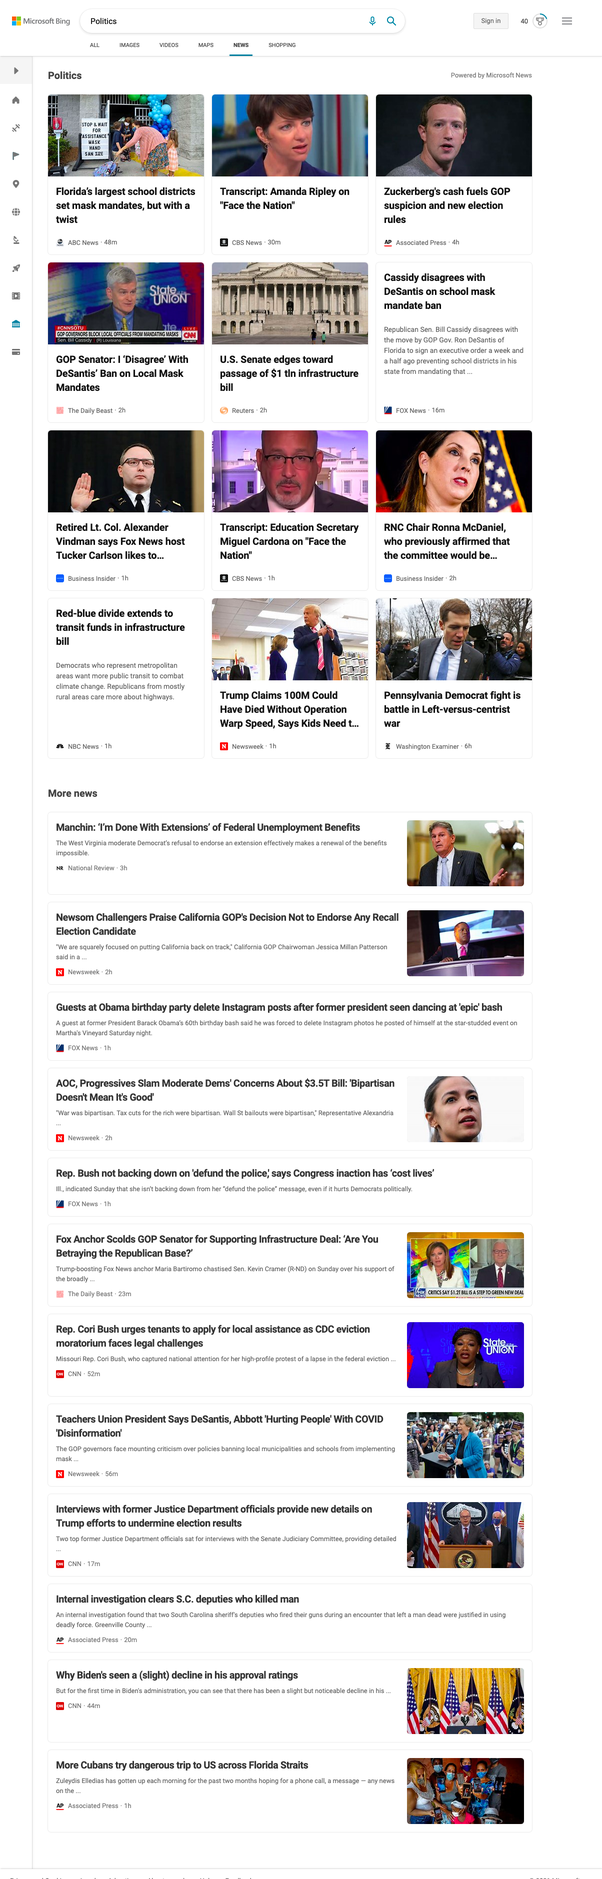 Microsoft Bing
Politics
Sign in
40
ALL IMAGES VIDEOS MAPS NEWS SHOPPING
Politics
Powered by Microsoft News
STOP & WAIT
FOR
ASSISTANCE
MASK
HAND
SAN
Florida's largest school districts
set mask mandates, but with a
twist
ABC News · 48m
Transcript: Amanda Ripley on
"Face the Nation"
CBS News · 30m
Zuckerberg's cash fuels GOP
suspicion and new election
rules
AP Associated Press · 4h
State
UNION
#CNNSOTU
GOP GOVERNORS BLOCK LOCAL OFFICIALS FROM MANDATING MASKS
Sen. Bill Cassidy (R) Louisiana
CNN
GOP Senator: I 'Disagree' With
DeSantis' Ban on Local Mask
Mandates
The Daily Beast · 2h
U.S. Senate edges toward
passage of $1 tln infrastructure
bill
Reuters · 2h
Cassidy disagrees with
DeSantis on school mask
mandate ban
Republican Sen. Bill Cassidy disagrees with
the move by GOP Gov. Ron DeSantis of
Florida to sign an executive order a week and
a half ago preventing school districts in his
state from mandating that ...
FOX News · 16m
Retired Lt. Col. Alexander
Vindman says Fox News host
Tucker Carlson likes to...
Business Insider · 1h
Transcript: Education Secretary
Miguel Cardona on "Face the
Nation"
CBS News · 1h
RNC Chair Ronna McDaniel,
who previously affirmed that
the committee would be...
Business Insider · 2h
Red-blue divide extends to
transit funds in infrastructure
bill
Democrats who represent metropolitan
areas want more public transit to combat
climate change. Republicans from mostly
rural areas care more about highways.
NBC News · 1h
Trump Claims 100M Could
Have Died Without Operation
Warp Speed, Says Kids Need t...
N Newsweek · 1h
Pennsylvania Democrat fight is
battle in Left-versus-centrist
war
Washington Examiner · 6h
More news
Manchin: 'I'm Done With Extensions' of Federal Unemployment Benefits
The West Virginia moderate Democrat's refusal to endorse an extension effectively makes a renewal of the benefits
impossible.
NR National Review · 3h
Newsom Challengers Praise California GOP's Decision Not to Endorse Any Recall
Election Candidate
"We are squarely focused on putting California back on track," California GOP Chairwoman Jessica Millan Patterson
said in a ...
N Newsweek · 2h
Guests at Obama birthday party delete Instagram posts after former president seen dancing at 'epic' bash
A guest at former President Barack Obama's 60th birthday bash said he was forced to delete Instagram photos he posted of himself at the star-studded event on
Martha's Vineyard Saturday night.
FOX News · 1h
AOC, Progressives Slam Moderate Dems' Concerns About $3.5T Bill: 'Bipartisan
Doesn't Mean It's Good'
"War was bipartisan. Tax cuts for the rich were bipartisan. Wall St bailouts were bipartisan," Representative Alexandria
...
N Newsweek · 2h
Rep. Bush not backing down on 'defund the police,' says Congress inaction has 'cost lives'
Ill., indicated Sunday that she isn't backing down from her "defund the police" message, even if it hurts Democrats politically.
FOX News · 1h
Fox Anchor Scolds GOP Senator for Supporting Infrastructure Deal: 'Are You
Betraying the Republican Base?'
Trump-boosting Fox News anchor Maria Bartiromo chastised Sen. Kevin Cramer (R-ND) on Sunday over his support of
the broadly ...
The Daily Beast · 23m
CRITICS SAY $1.2T BILL IS A STEP TO GREEN NEW DEAL
Rep. Cori Bush urges tenants to apply for local assistance as CDC eviction
moratorium faces legal challenges
Missouri Rep. Cori Bush, who captured national attention for her high-profile protest of a lapse in the federal eviction ...
CNN CNN · 52m
State
UNION
Teachers Union President Says DeSantis, Abbott 'Hurting People' With COVID
'Disinformation'
The GOP governors face mounting criticism over policies banning local municipalities and schools from implementing
mask ...
N Newsweek · 56m
Interviews with former Justice Department officials provide new details on
Trump efforts to undermine election results
Two top former Justice Department officials sat for interviews with the Senate Judiciary Committee, providing detailed
...
CNN CNN · 17m
Internal investigation clears S.C. deputies who killed man
An internal investigation found that two South Carolina sheriff's deputies who fired their guns during an encounter that left a man dead were justified in using
deadly force. Greenville County ...
AP Associated Press · 20m
Why Biden's seen a (slight) decline in his approval ratings
But for the first time in Biden's administration, you can see that there has been a slight but noticeable decline in his ...
CNN CNN · 44m
More Cubans try dangerous trip to US across Florida Straits
Zuleydis Elledias has gotten up each morning for the past two months hoping for a phone call, a message — any news
on the ...
AP Associated Press · 1h